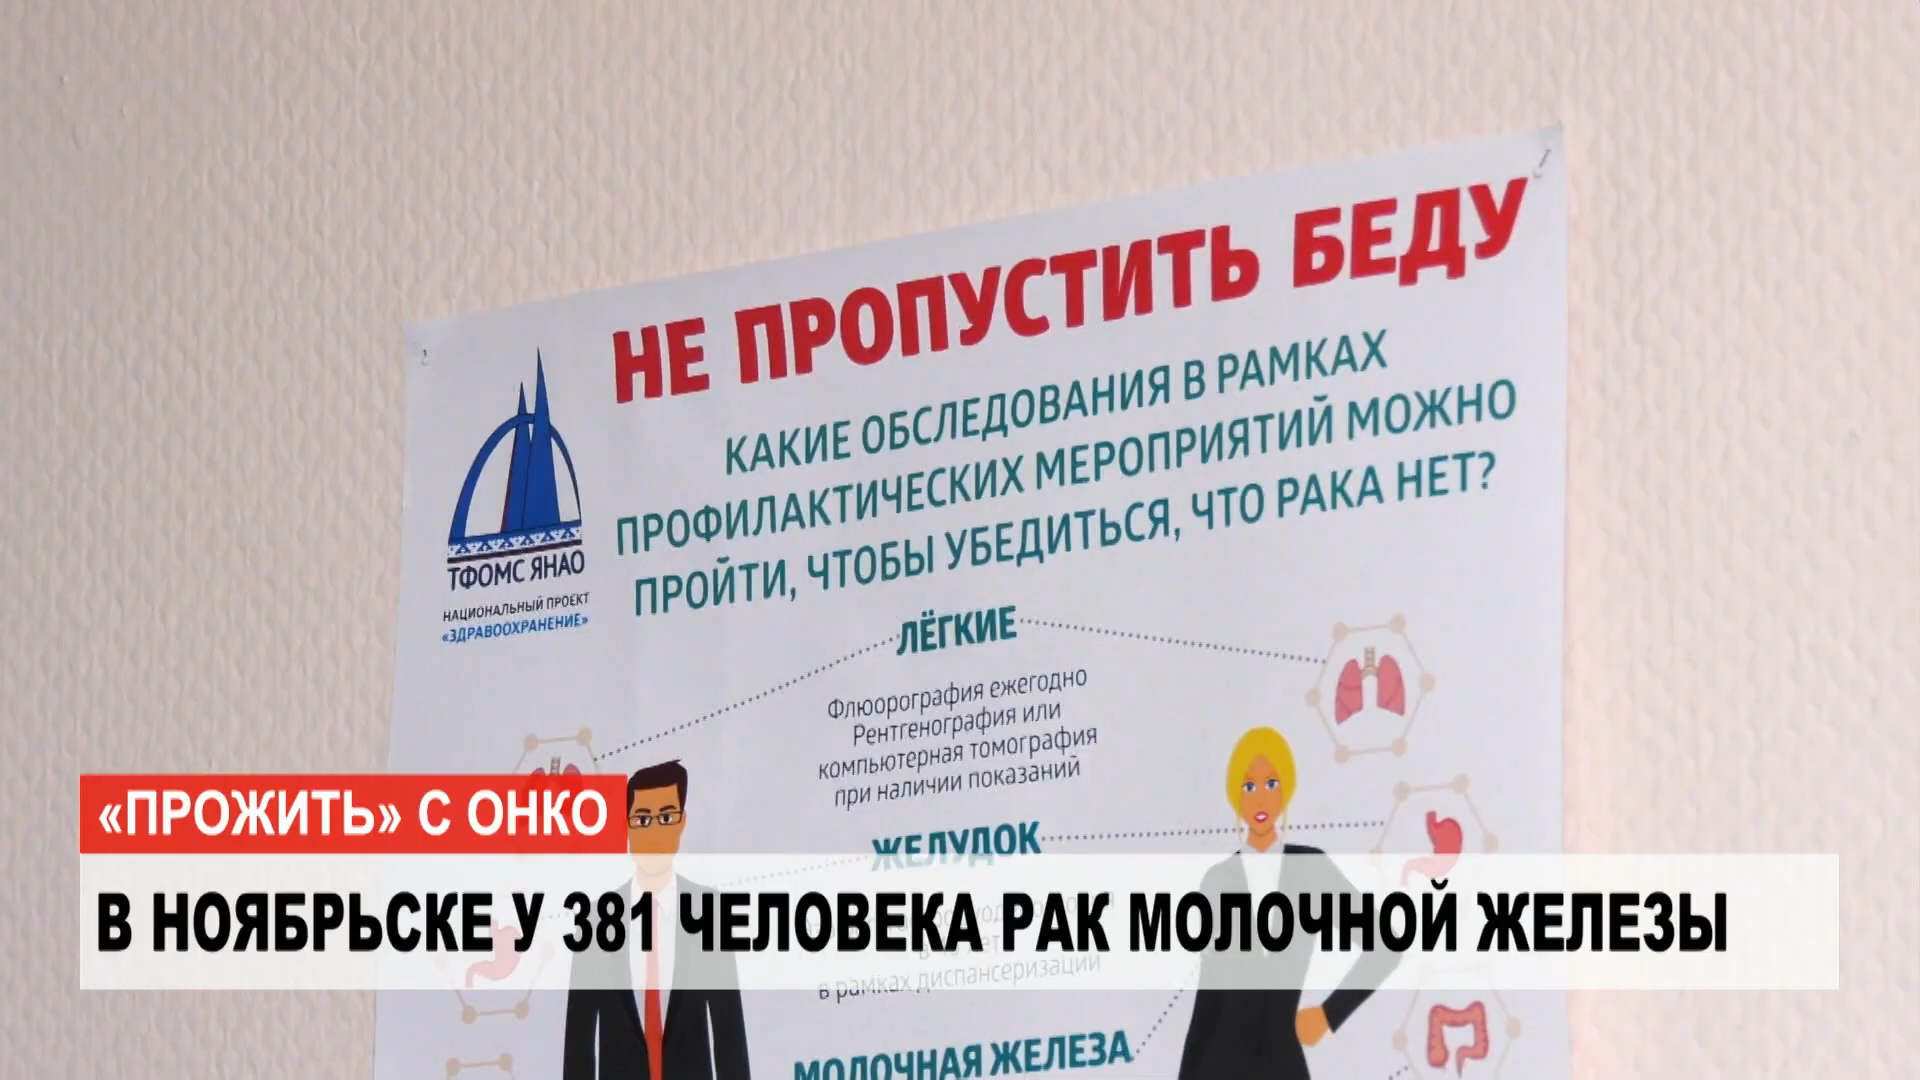 НЕ ПРОПУСТИТЬ БЕДУ
КАКИЕ ОБСЛЕДОВАНИЯ В РАМКАХ
ПРОФИЛАКТИЧЕСКИХ МЕРОПРИЯТИЙ МОЖНО
ПРОЙТИ, ЧТОБЫ УБЕДИТЬСЯ, ЧТО РАКА НЕТ?
ТФОМС ЯНАО
НАЦИОНАЛЬНЫЙ ПРОЕКТ
«ЗДРАВООХРАНЕНИЕ»
ЛЁГКИЕ
Флюорография ежегодно
Рентгенография или
компьютерная томография
при наличии показаний
«ПРОЖИТЬ» С ОНКО
ЖЕЛУДОК
В НОЯБРЬСКЕ У 381 ЧЕЛОВЕКА РАК МОЛОЧНОЙ ЖЕЛЕЗЫ
в рамках диспансеризации
МОЛОЧНАЯ ЖЕЛЕЗА